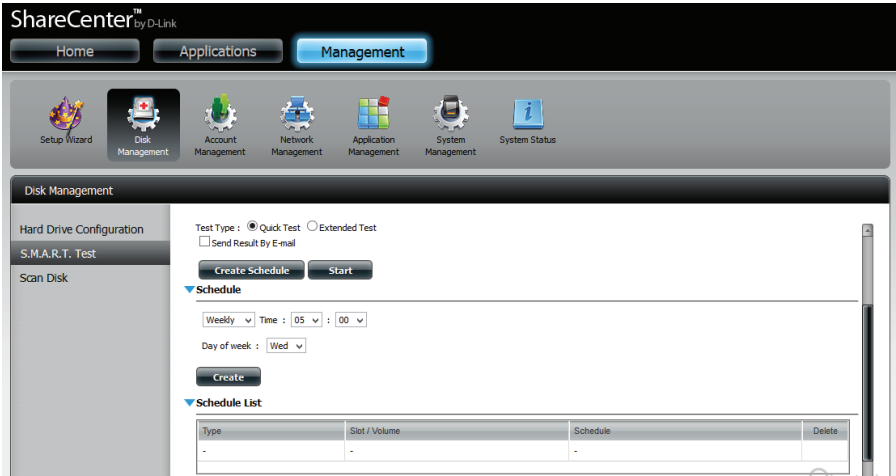 ShareCenter™ by D-Link
Home Applications Management
Setup Wizard
Disk Management
Account Management
Network Management
Application Management
System Management
System Status
Disk Management
Hard Drive Configuration
S.M.A.R.T. Test
Scan Disk
Test Type : Quick Test Extended Test
Send Result By E-mail
Create Schedule Start
Schedule
Weekly Time : 05 : 00
Day of week : Wed
Create
Schedule List
Type Slot / Volume Schedule Delete
- - -